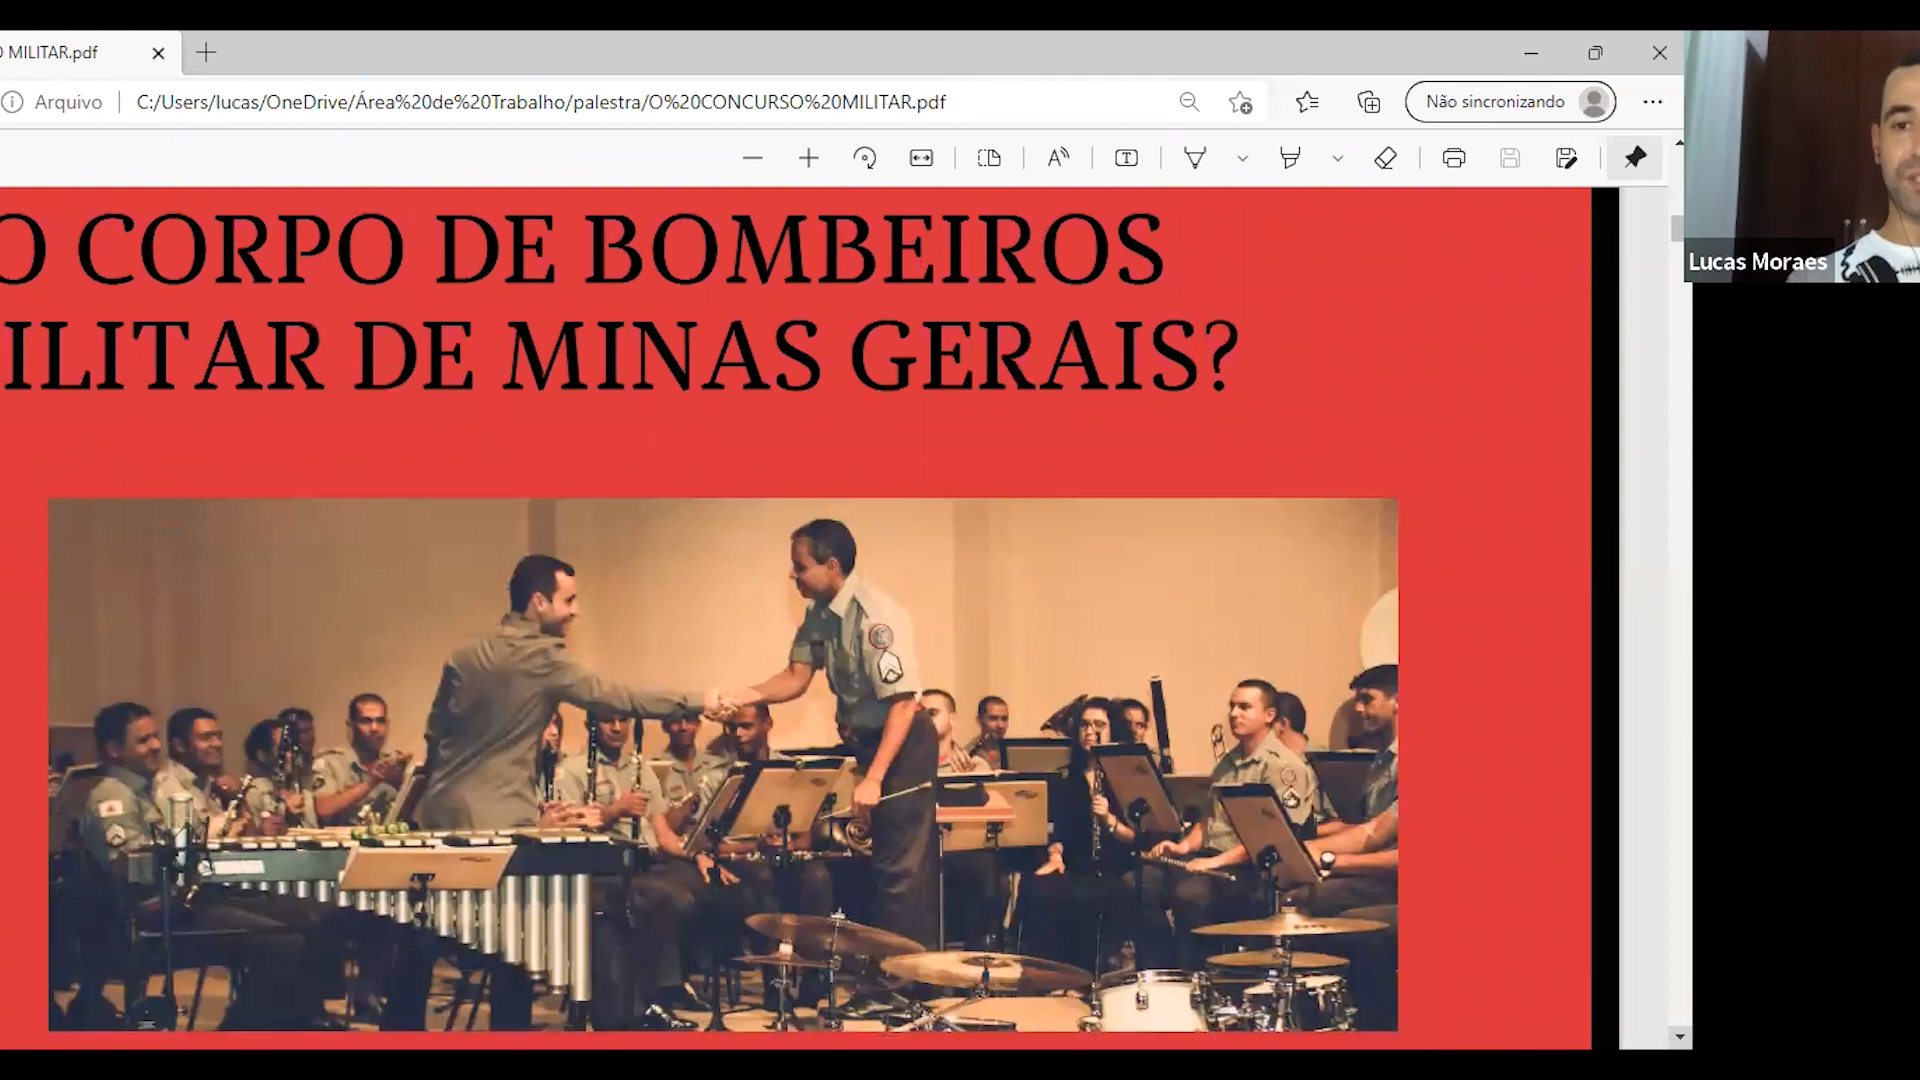 O MILITAR.pdf
Arquivo
C:/Users/lucas/OneDrive/Área%20de%20Trabalho/palestra/O%20CONCURSO%20MILITAR.pdf
Não sincronizando
O CORPO DE BOMBEIROS
ILITAR DE MINAS GERAIS?
Lucas Moraes